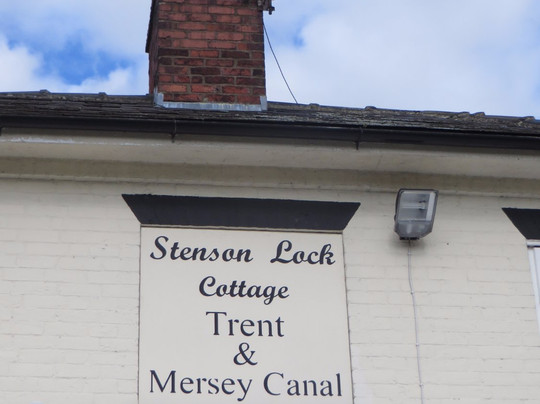 Stenson Lock
Cottage
Trent
&
Mersey Canal